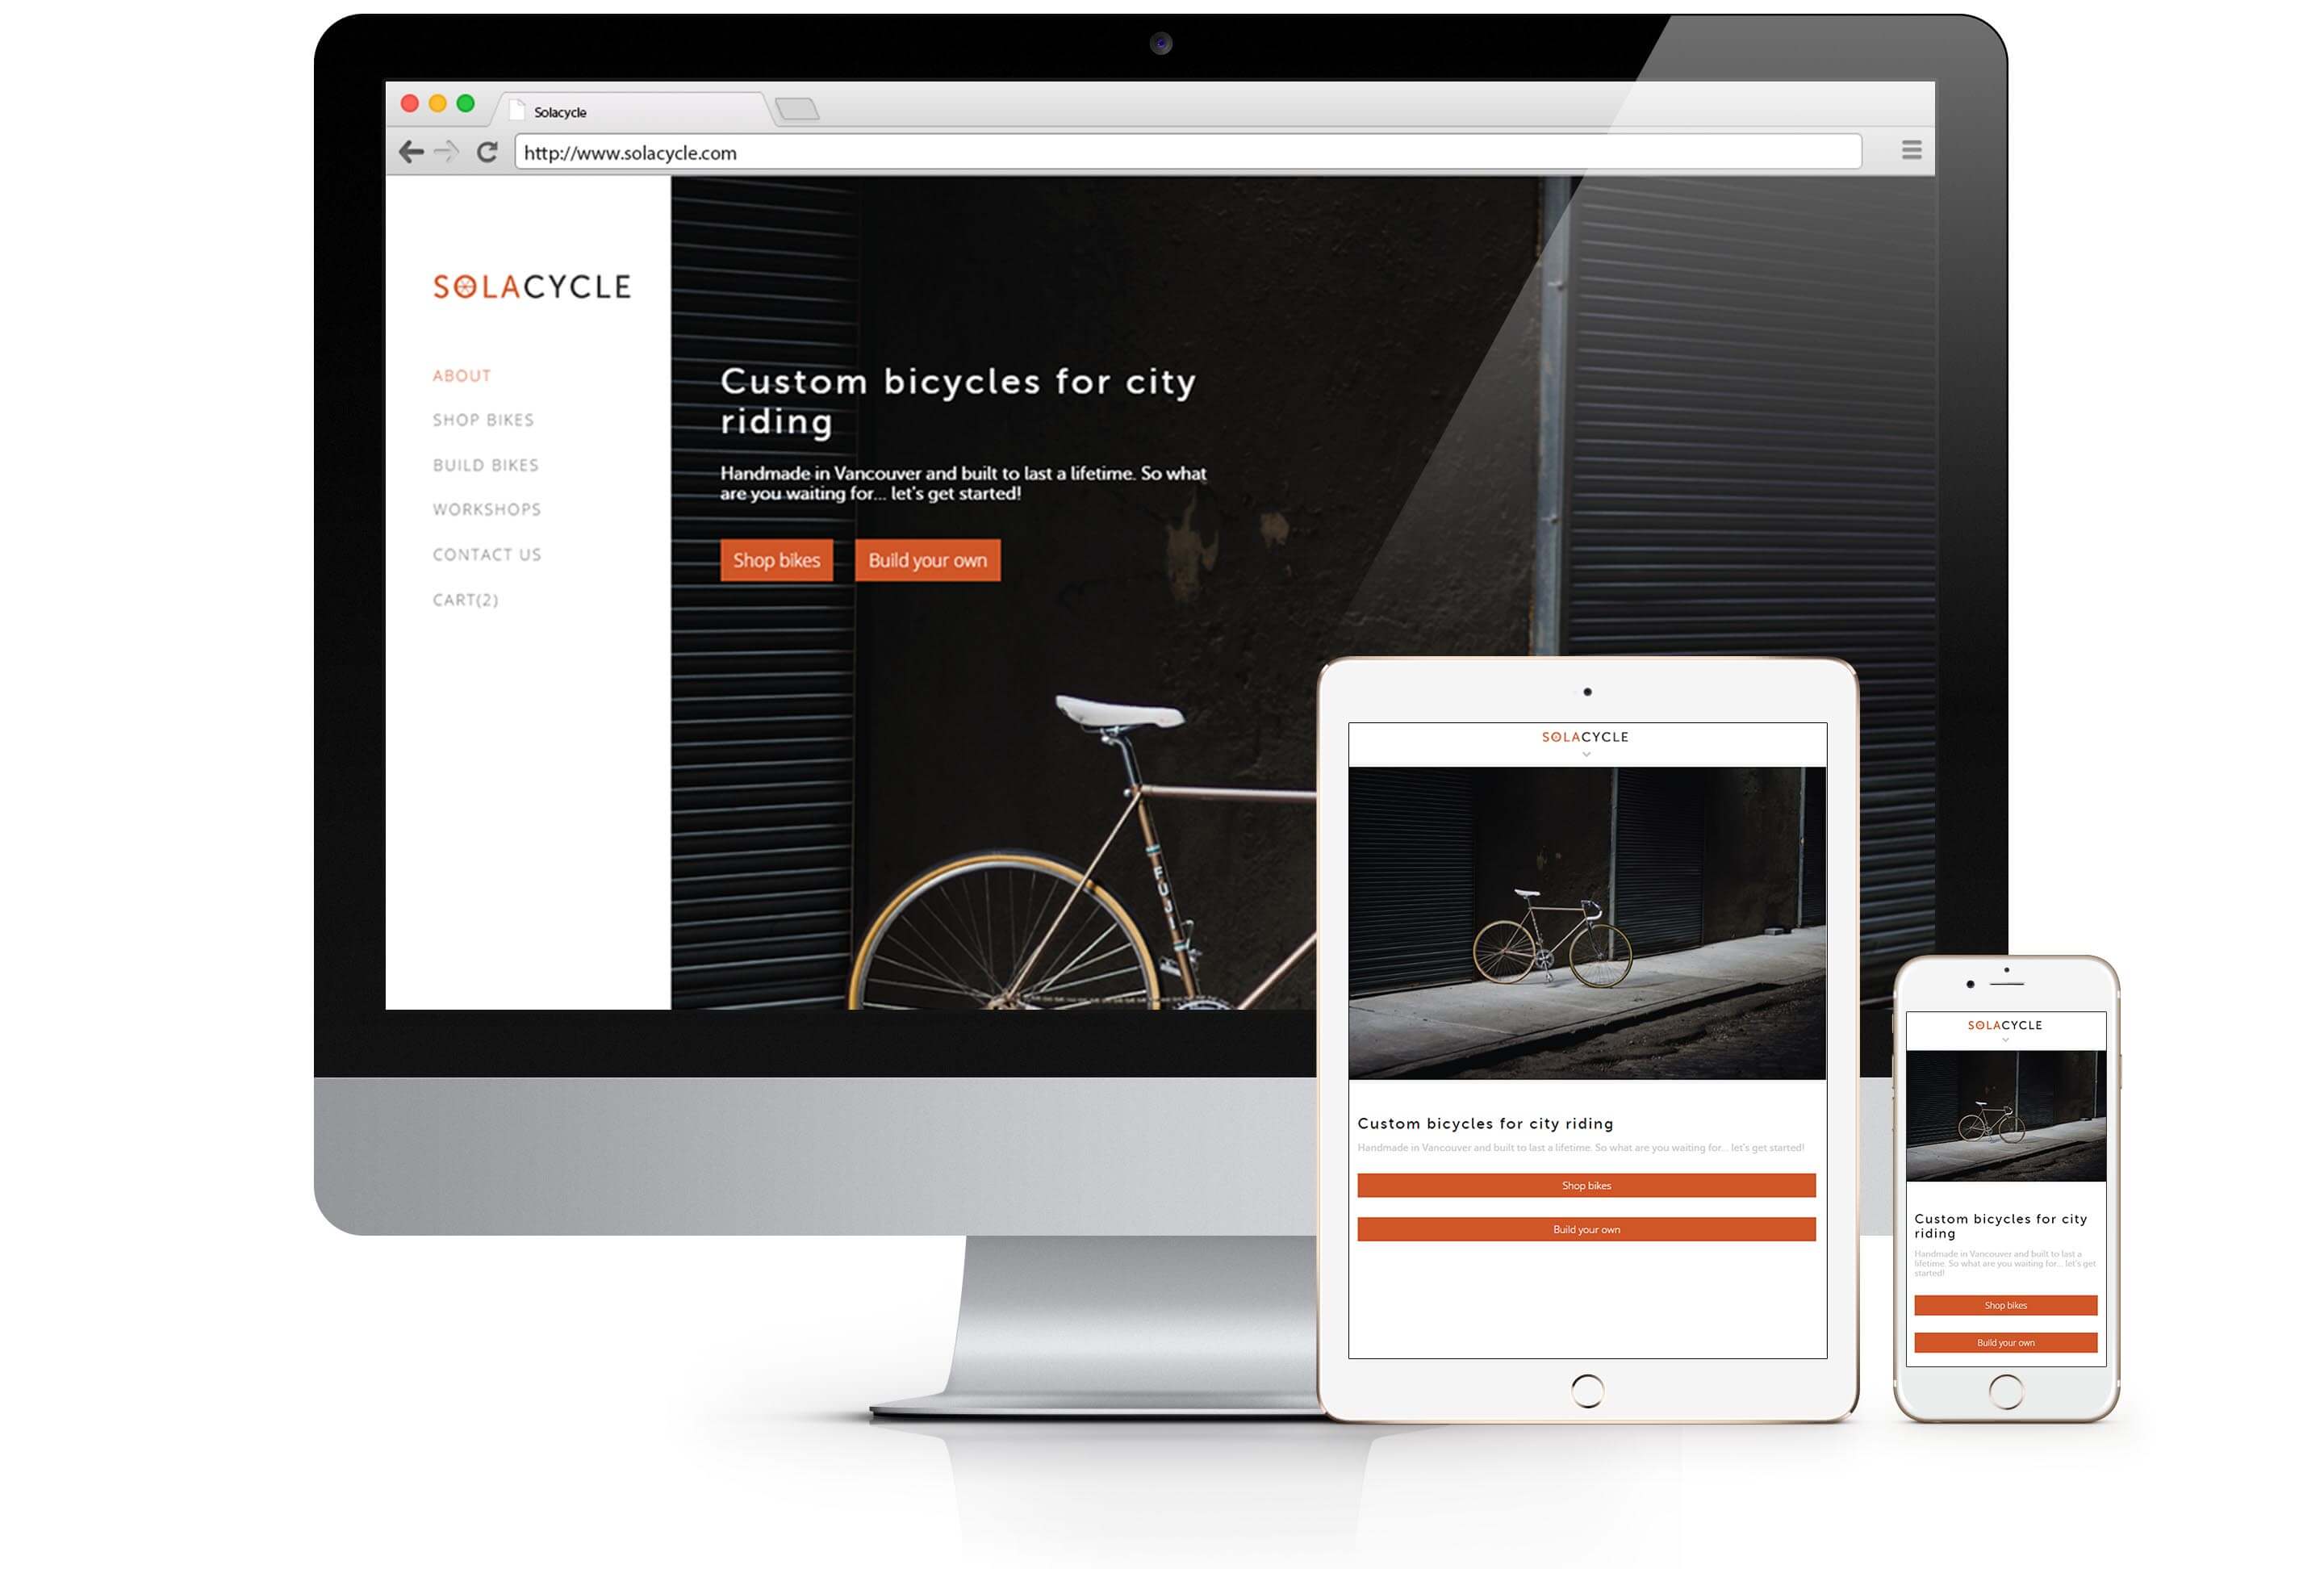 Solacycle
http://www.solacycle.com
SOLACYCLE
ABOUT
SHOP BIKES
BUILD BIKES
WORKSHOPS
CONTACT US
CART(2)
Custom bicycles for city
riding
Handmade in Vancouver and built to last a lifetime. So what
are you waiting for... let's get started!
Shop bikes
Build your own
FUJI
SOLACYCLE
Custom bicycles for city riding
Handmade in Vancouver and built to last a lifetime. So what are you waiting for... let's get started!
Shop bikes
Build your own
SOLACYCLE
Custom bicycles for city
riding
Handmade in Vancouver and built to last a
lifetime. So what are you waiting for... let's get
started!
Shop bikes
Build your own